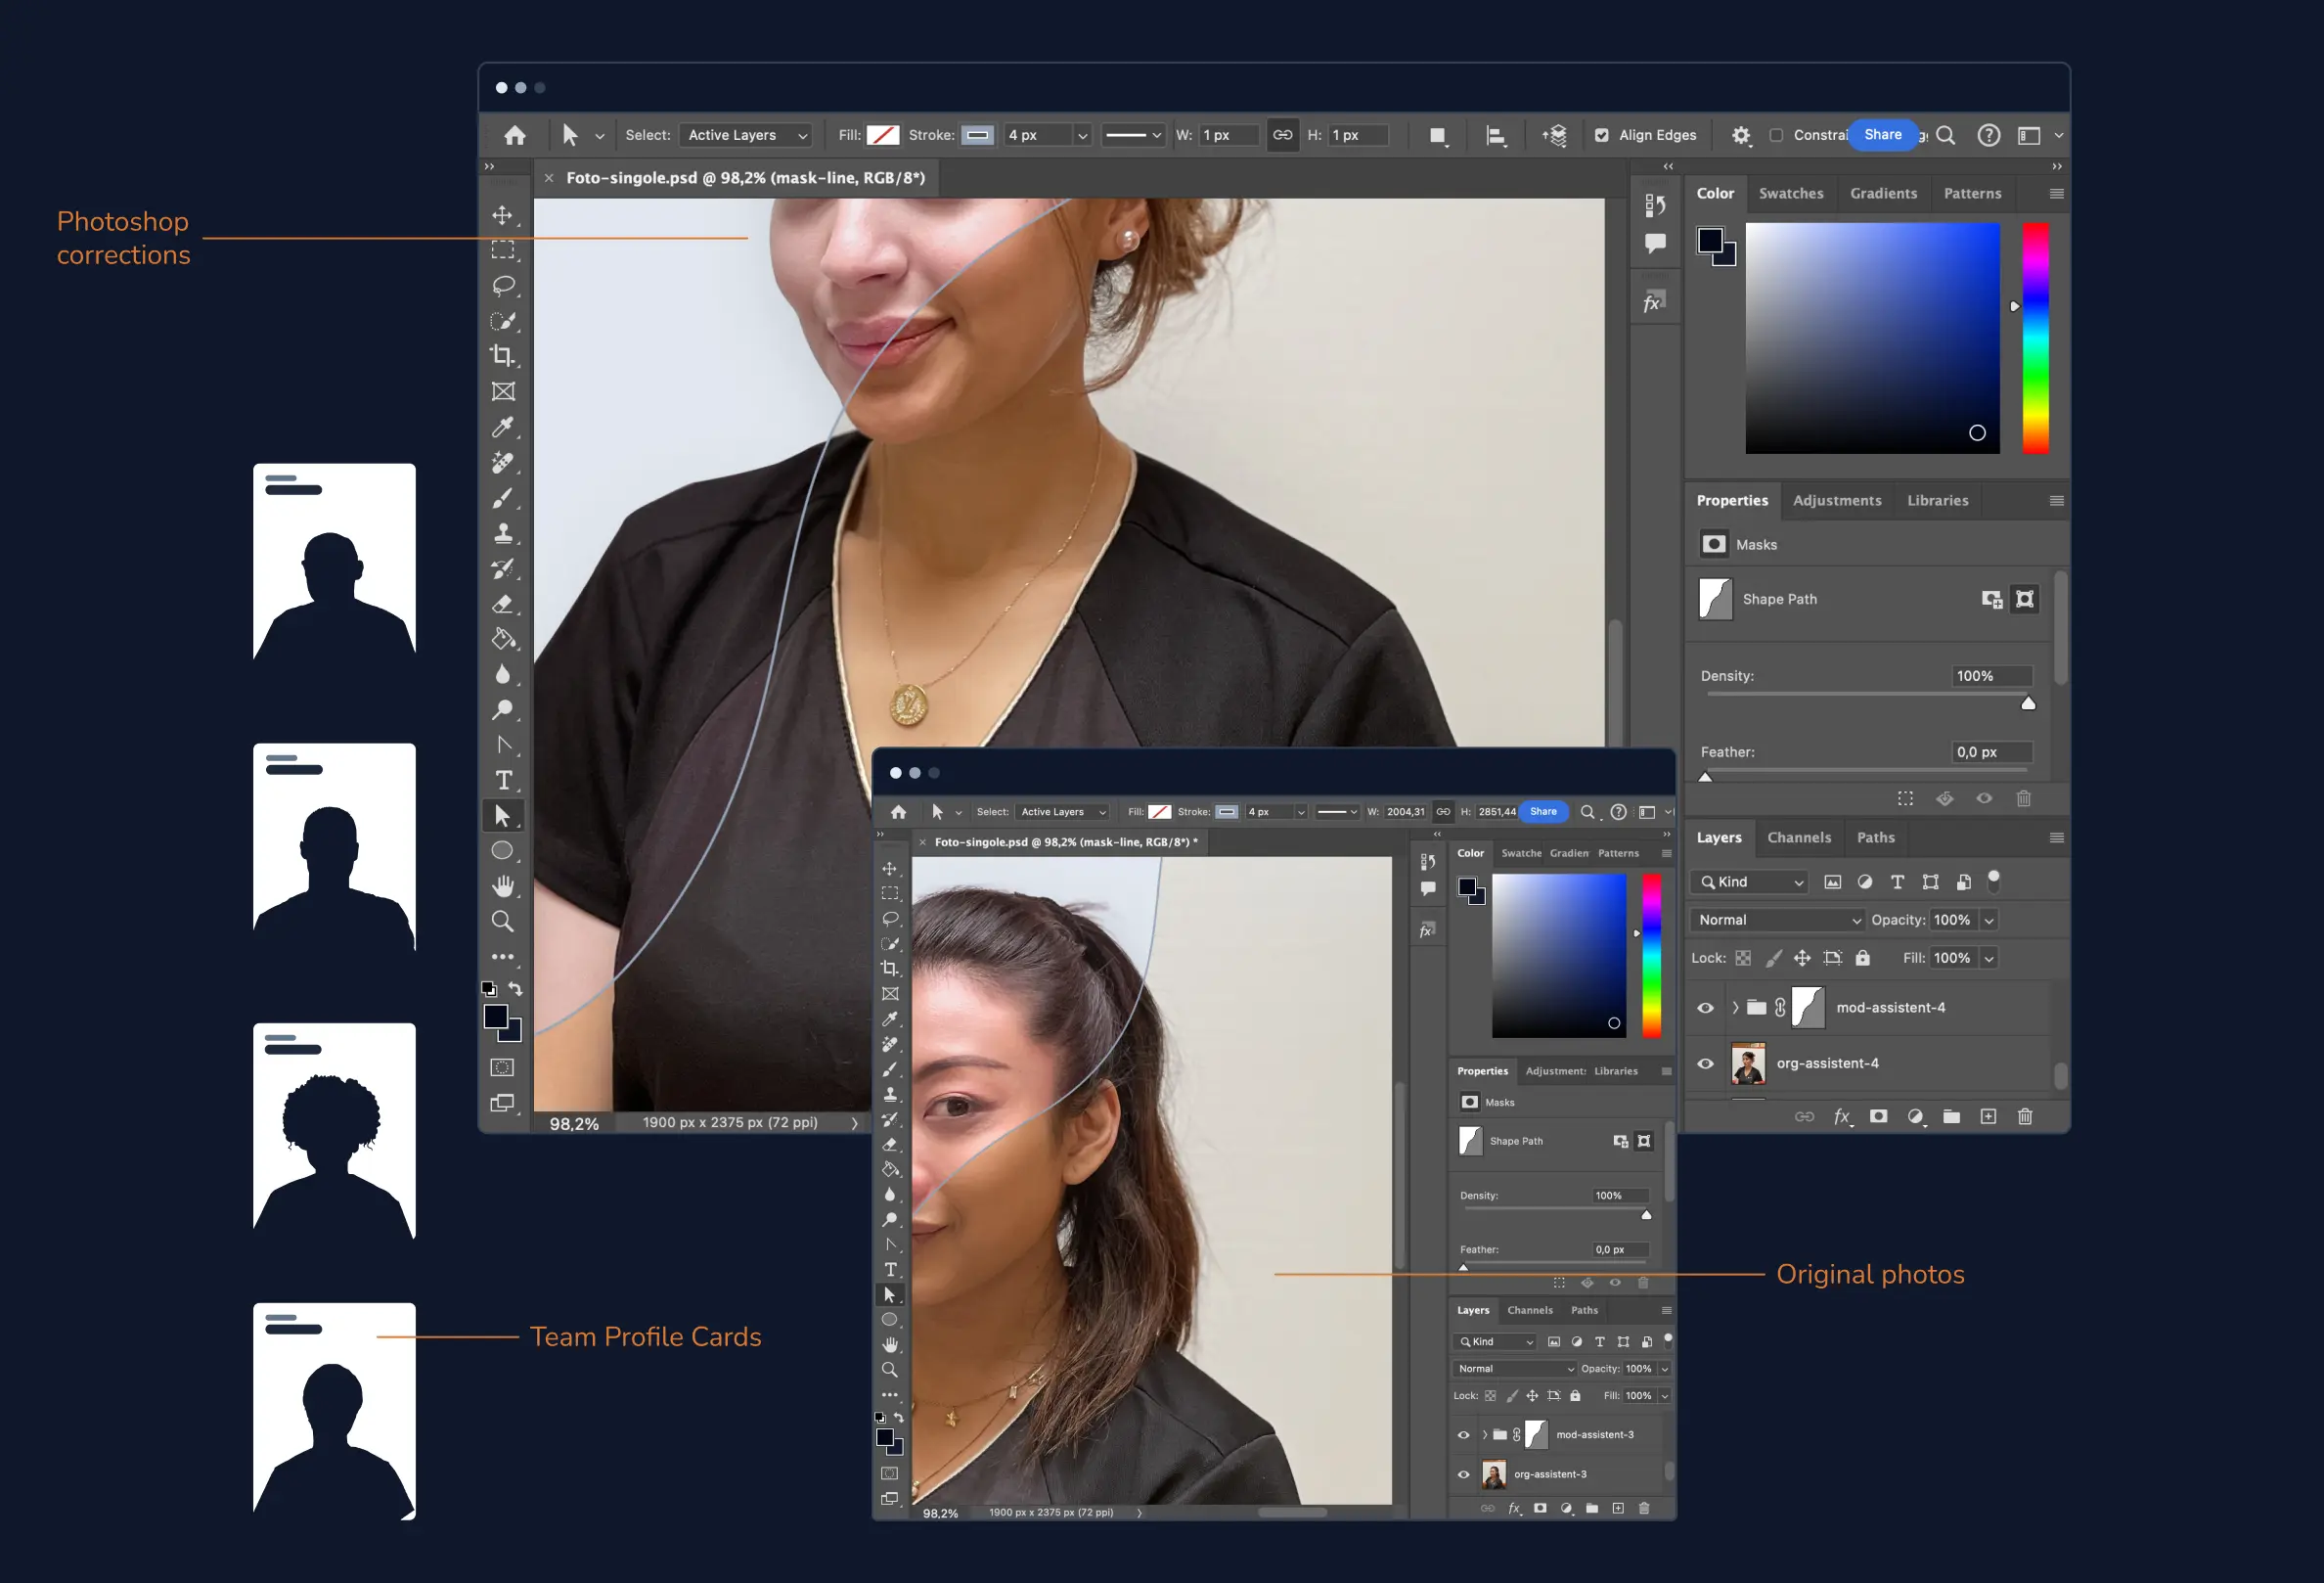 Photoshop
corrections
Select: Active Layers Fill: Stroke: 4 px W: 1 px H: 1 px Align Edges Constrai Share
Foto-singole.psd @ 98,2% (mask-line, RGB/8*)
Color Swatches Gradients Patterns
Properties Adjustments Libraries
Masks
Shape Path
Density: 100%
Feather: 0,0 px
Layers Channels Paths
Kind
Normal Opacity: 100%
Lock: Fill: 100%
mod-assistent-4
org-assistent-4
fx
98,2% 1900 px x 2375 px (72 ppi)
Select: Active Layers Fill: Stroke: 4 px W: 2004,31 H: 2851,44 Share
Foto-singole.psd @ 98,2% (mask-line, RGB/8*) *
Color Swatche Gradien Patterns
fx
Properties Adjustment: Libraries
Masks
Shape Path
Density: 100%
Feather: 0,0 px
Layers Channels Paths
Kind
Normal Opacity: 100%
Lock: Fill: 100%
mod-assistent-3
org-assistent-3
fx
98,2% 1900 px x 2375 px (72 ppi)
Original photos
Team Profile Cards